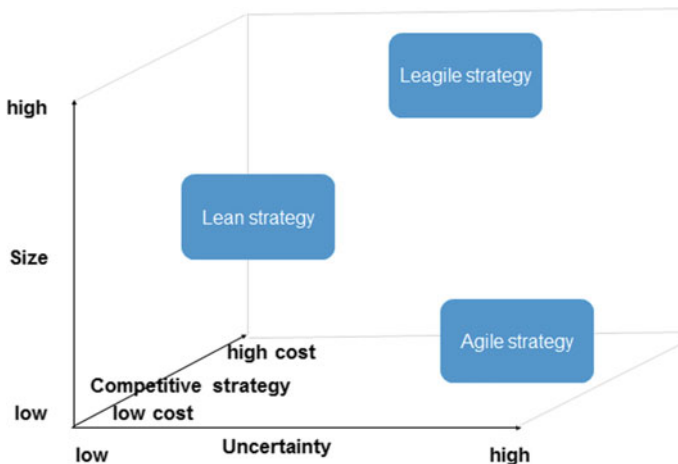 Leagile strategy
high
Lean strategy
Size
Agile strategy
high cost
Competitive strategy
low
low cost
Uncertainty
low
high